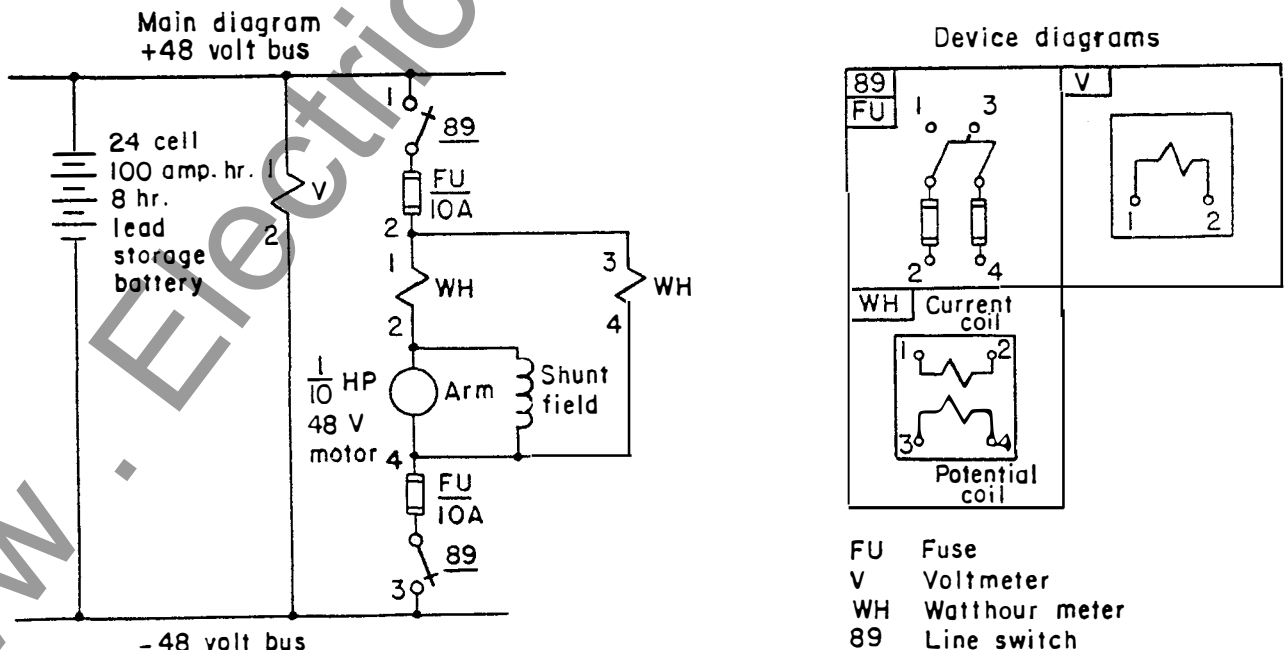 Main diagram
+48 volt bus
24 cell
100 amp. hr.
8 hr.
lead
storage
battery
1
V
2
1
89
FU
10A
2
1
WH
2
3
WH
4
1/10 HP
48 V
motor
Arm
Shunt
field
4
FU
10A
89
3
-48 volt bus
Device diagrams
89
FU
1
3
2
4
V
1
2
WH
Current
coil
1
2
3
4
Potential
coil
FU Fuse
V Voltmeter
WH Watthour meter
89 Line switch
w . Electric